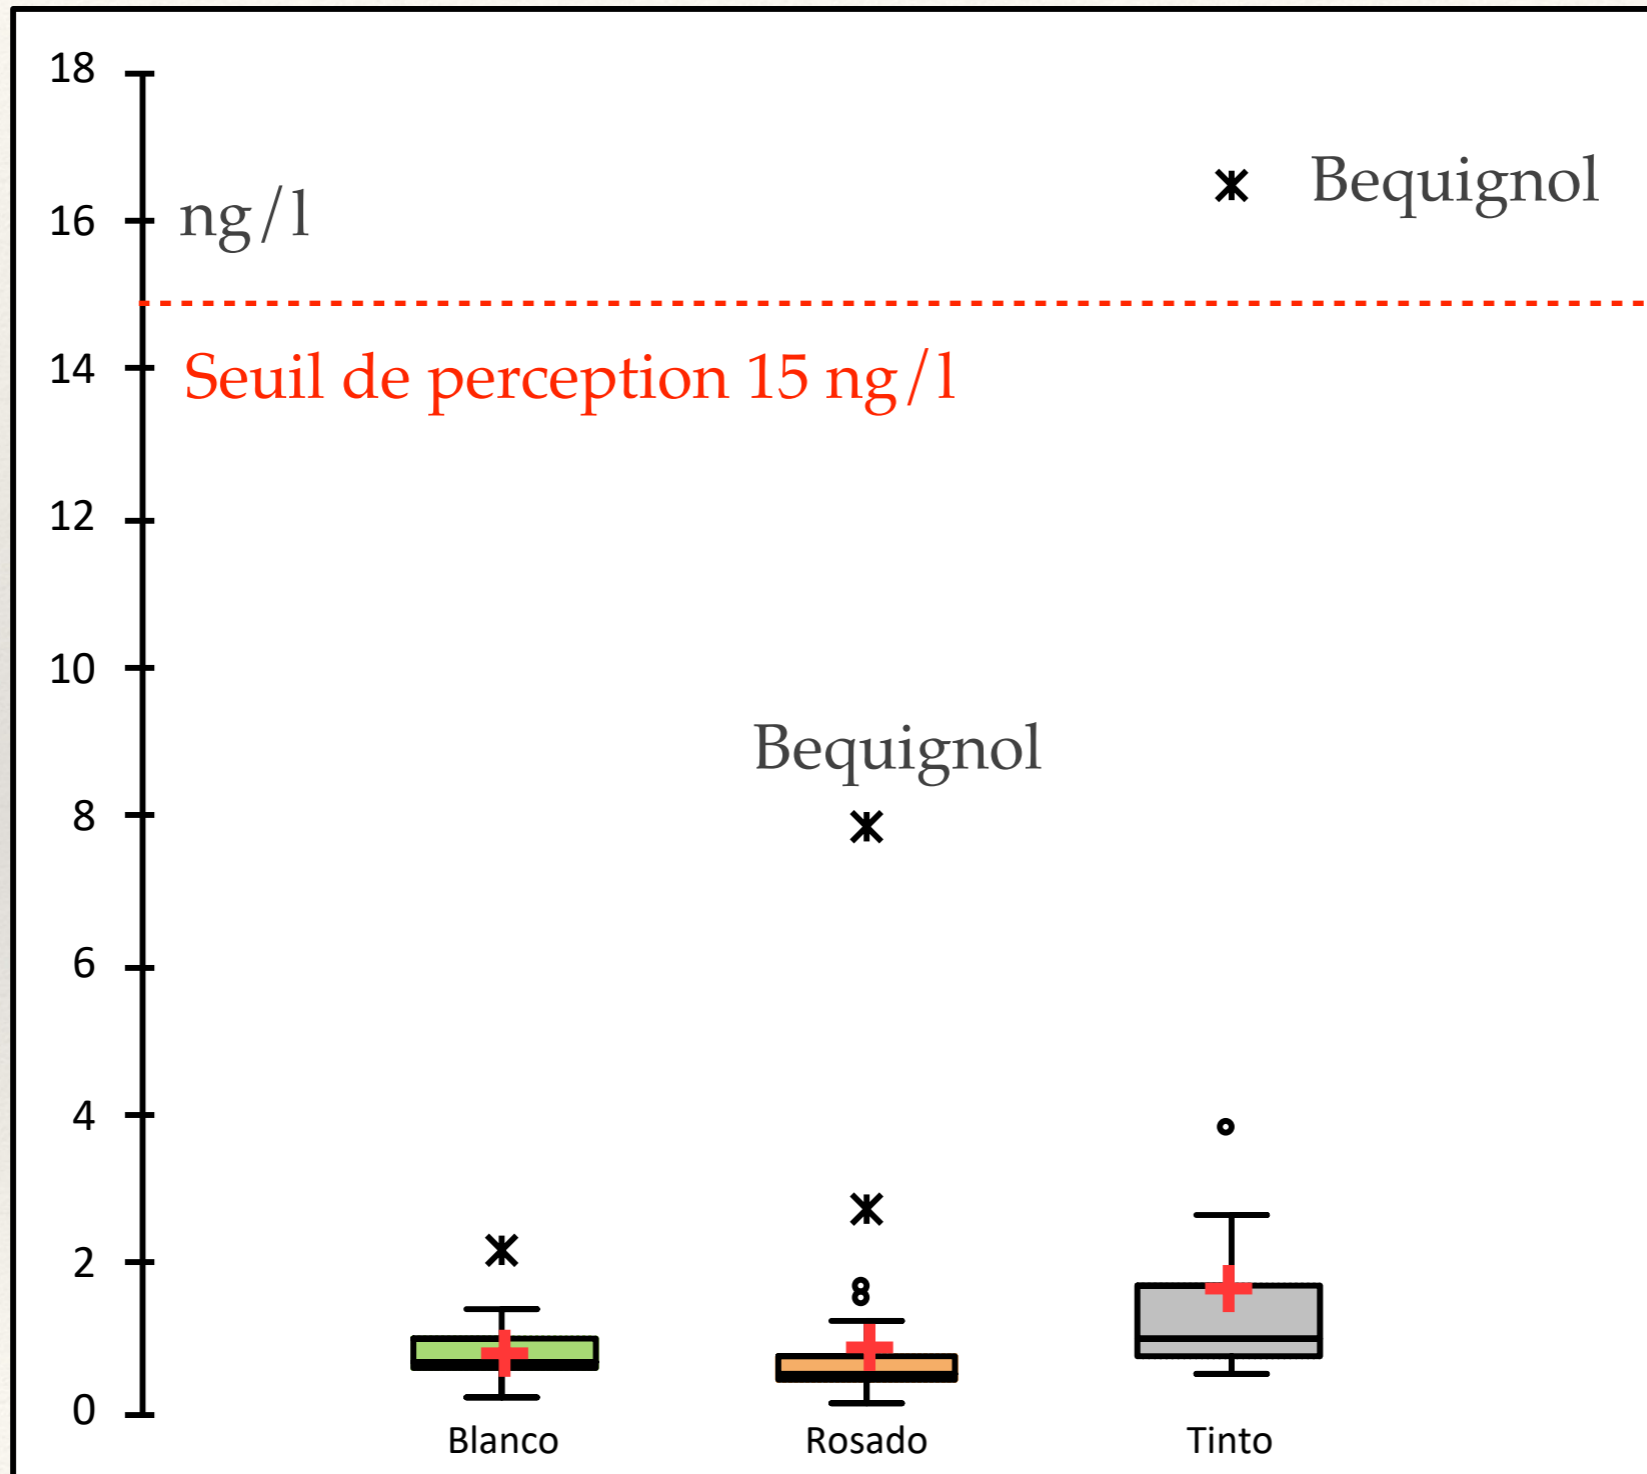 18
Bequignol
16
ng/l
14
Seuil de perception 15 ng/l
12
10
Bequignol
8
6
4
2
0
Blanco
Rosado
Tinto